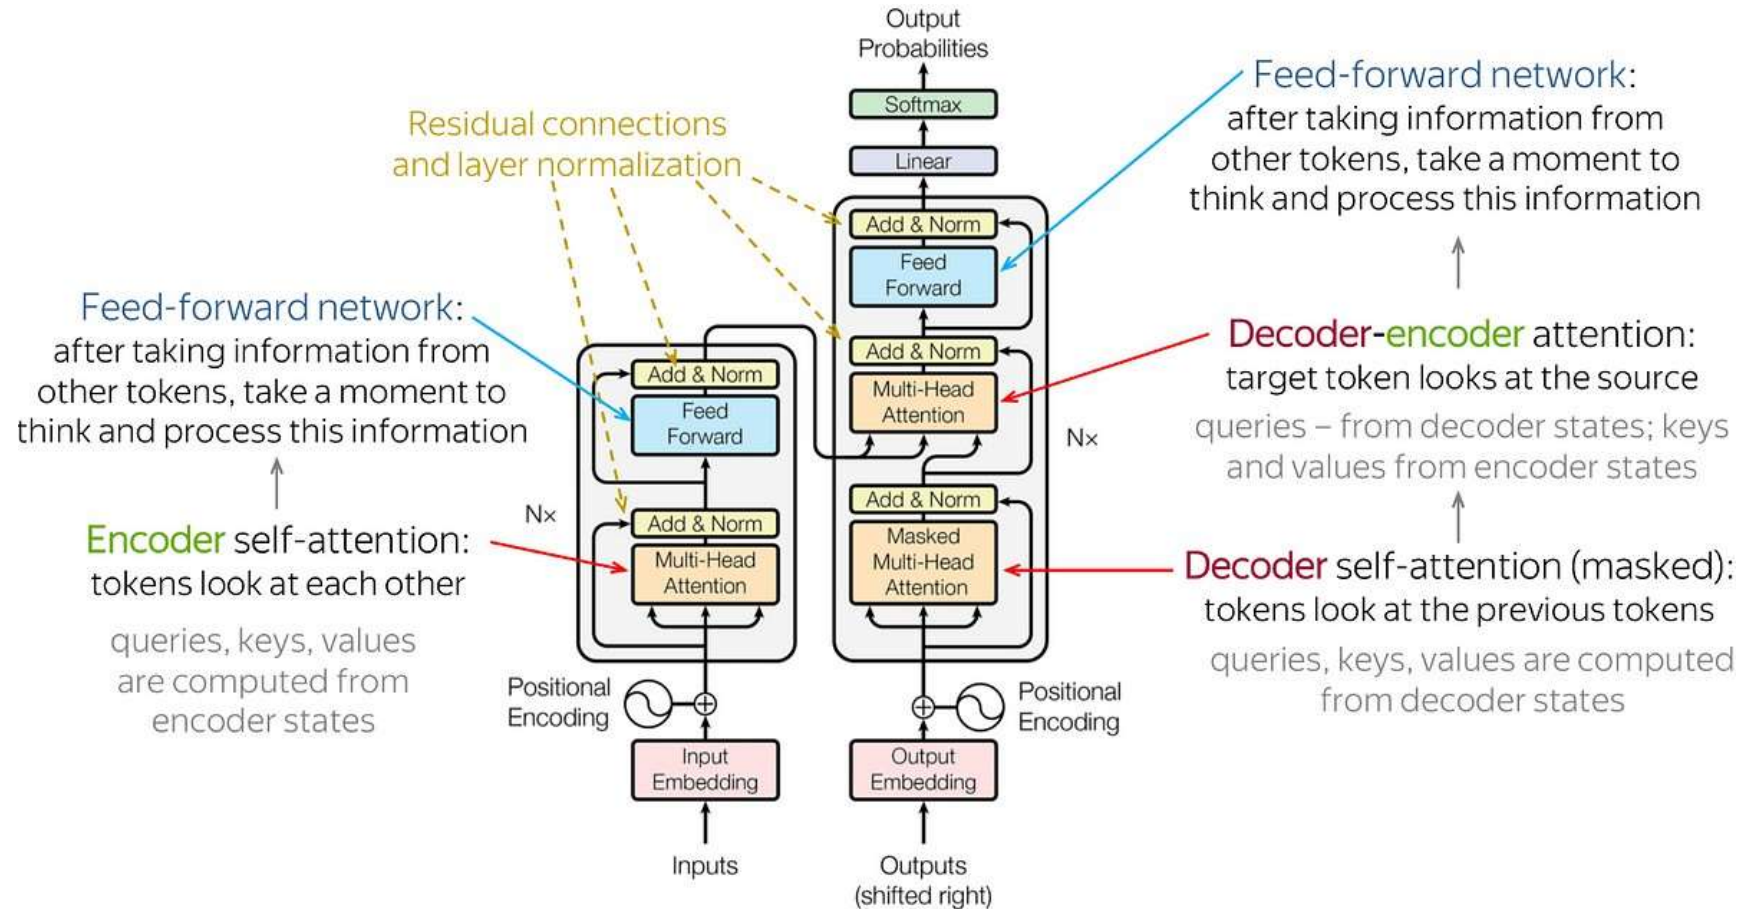 Output
Probabilities
Softmax
Linear
Add & Norm
Feed
Forward
Add & Norm
Multi-Head
Attention
Add & Norm
Masked
Multi-Head
Attention
Nx
Positional
Encoding
Output
Embedding
Outputs
(shifted right)
Residual connections
and layer normalization
Add & Norm
Feed
Forward
Add & Norm
Multi-Head
Attention
Nx
Positional
Encoding
Input
Embedding
Inputs
Feed-forward network:
after taking information from
other tokens, take a moment to
think and process this information
Encoder self-attention:
tokens look at each other
queries, keys, values
are computed from
encoder states
Feed-forward network:
after taking information from
other tokens, take a moment to
think and process this information
Decoder-encoder attention:
target token looks at the source
queries – from decoder states; keys
and values from encoder states
Decoder self-attention (masked):
tokens look at the previous tokens
queries, keys, values are computed
from decoder states